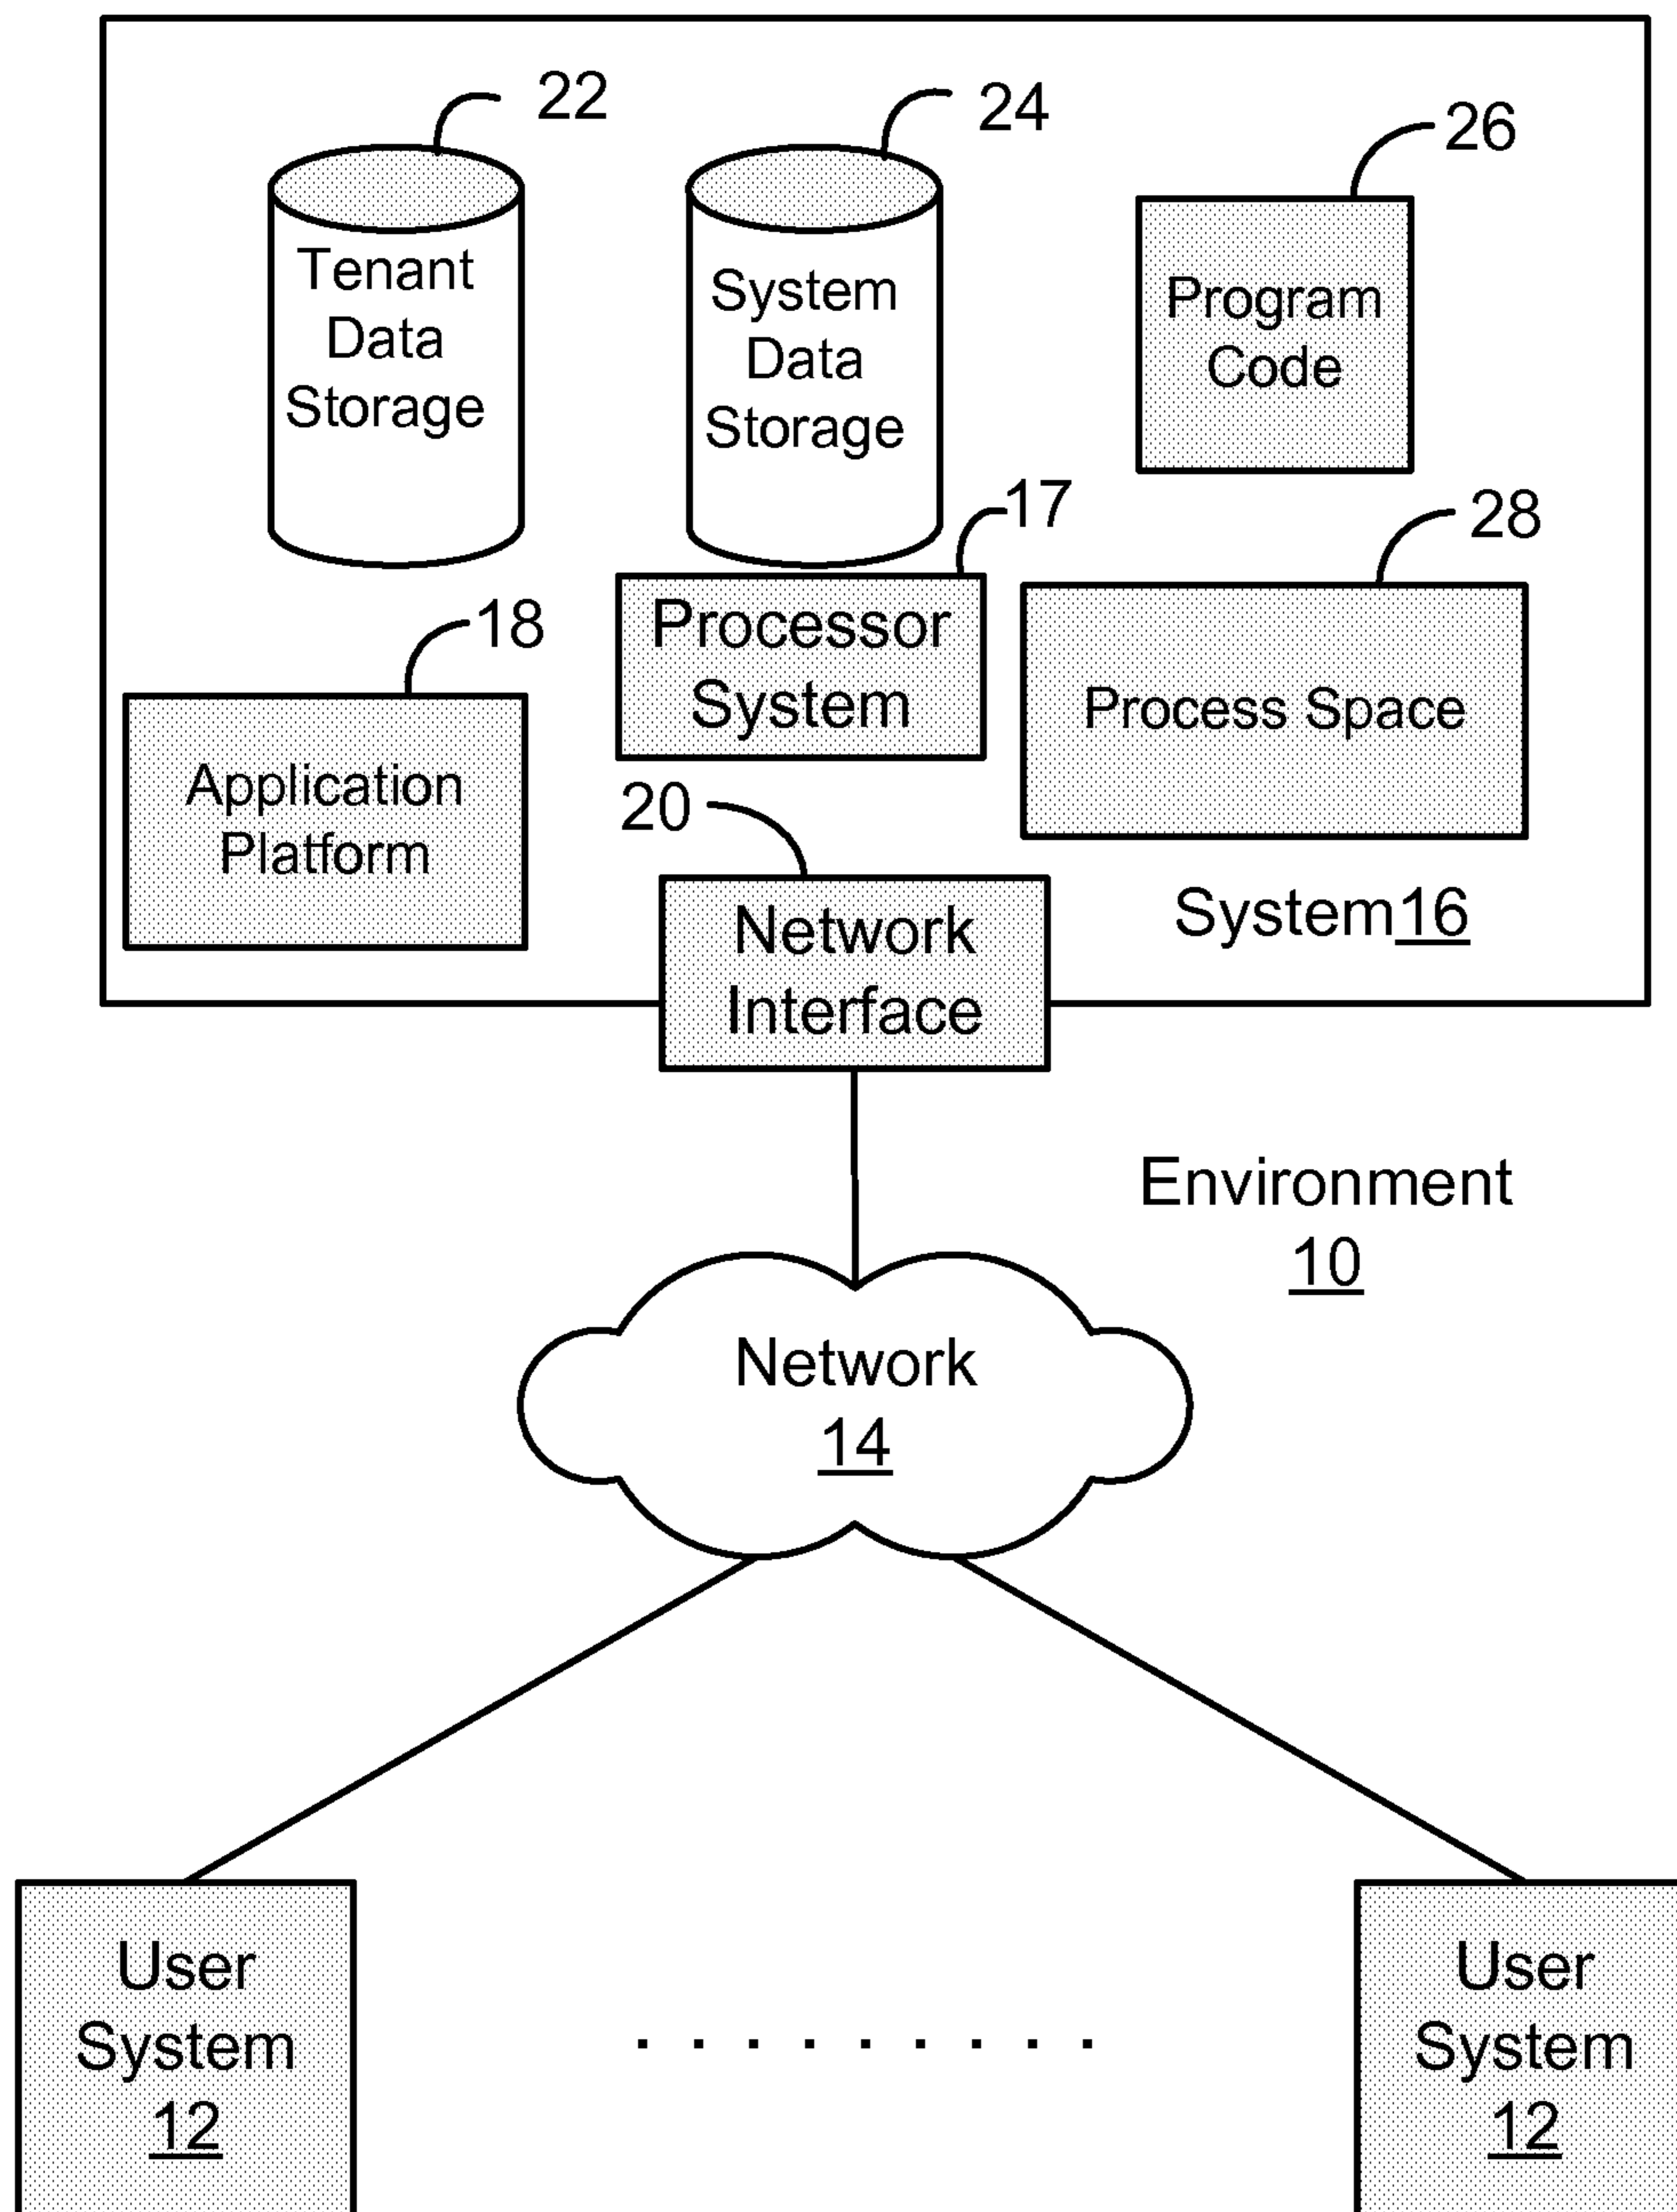 22
24
26
Tenant
Data
Storage
System
Data
Storage
Program
Code
17
28
18
Processor
System
Process Space
Application
Platform
20
Network
Interface
System16
Environment
10
Network
14
User
System
12
. . . . . . . . .
User
System
12